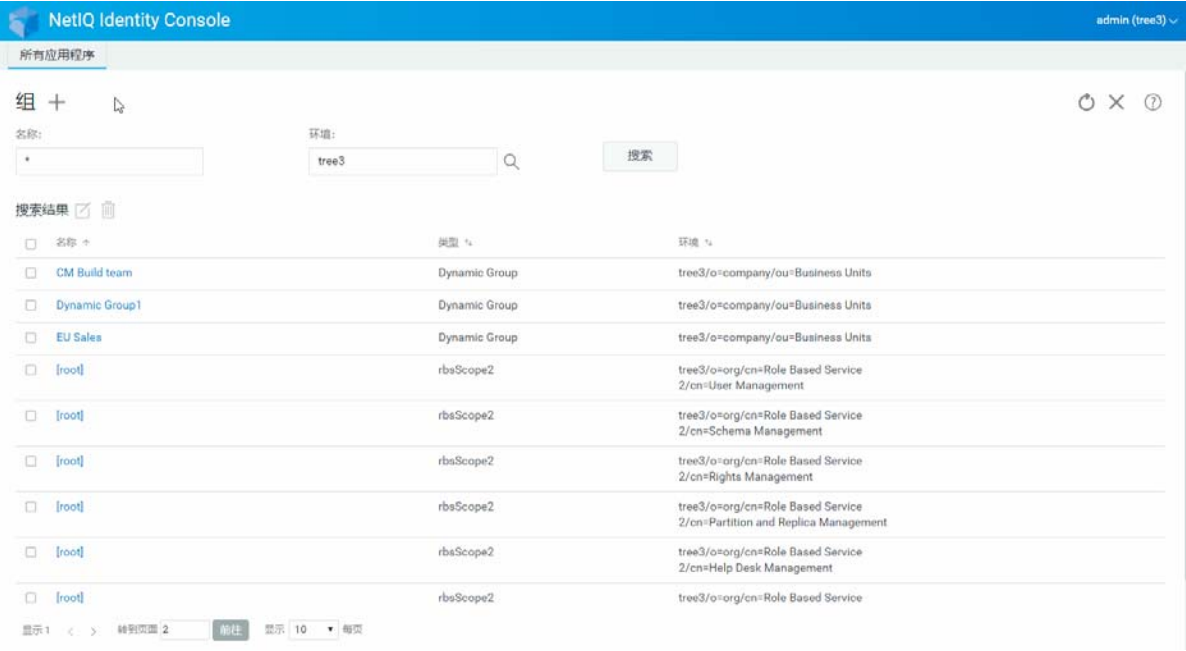 NetIQ Identity Console
admin (tree3)
所有应用程序
组
名称:
环境:
*
tree3
搜索
搜索结果
名称 类型 环境
CM Build team Dynamic Group tree3/o=company/ou=Business Units
Dynamic Group1 Dynamic Group tree3/o=company/ou=Business Units
EU Sales Dynamic Group tree3/o=company/ou=Business Units
[root] rbsScope2 tree3/o=org/cn=Role Based Service
2/cn=User Management
[root] rbsScope2 tree3/o=org/cn=Role Based Service
2/cn=Schema Management
[root] rbsScope2 tree3/o=org/cn=Role Based Service
2/cn=Rights Management
[root] rbsScope2 tree3/o=org/cn=Role Based Service
2/cn=Partition and Replica Management
[root] rbsScope2 tree3/o=org/cn=Role Based Service
2/cn=Help Desk Management
[root] rbsScope2 tree3/o=org/cn=Role Based Service
显示 1 < > 转到页面 2 前往 显示 10 每页